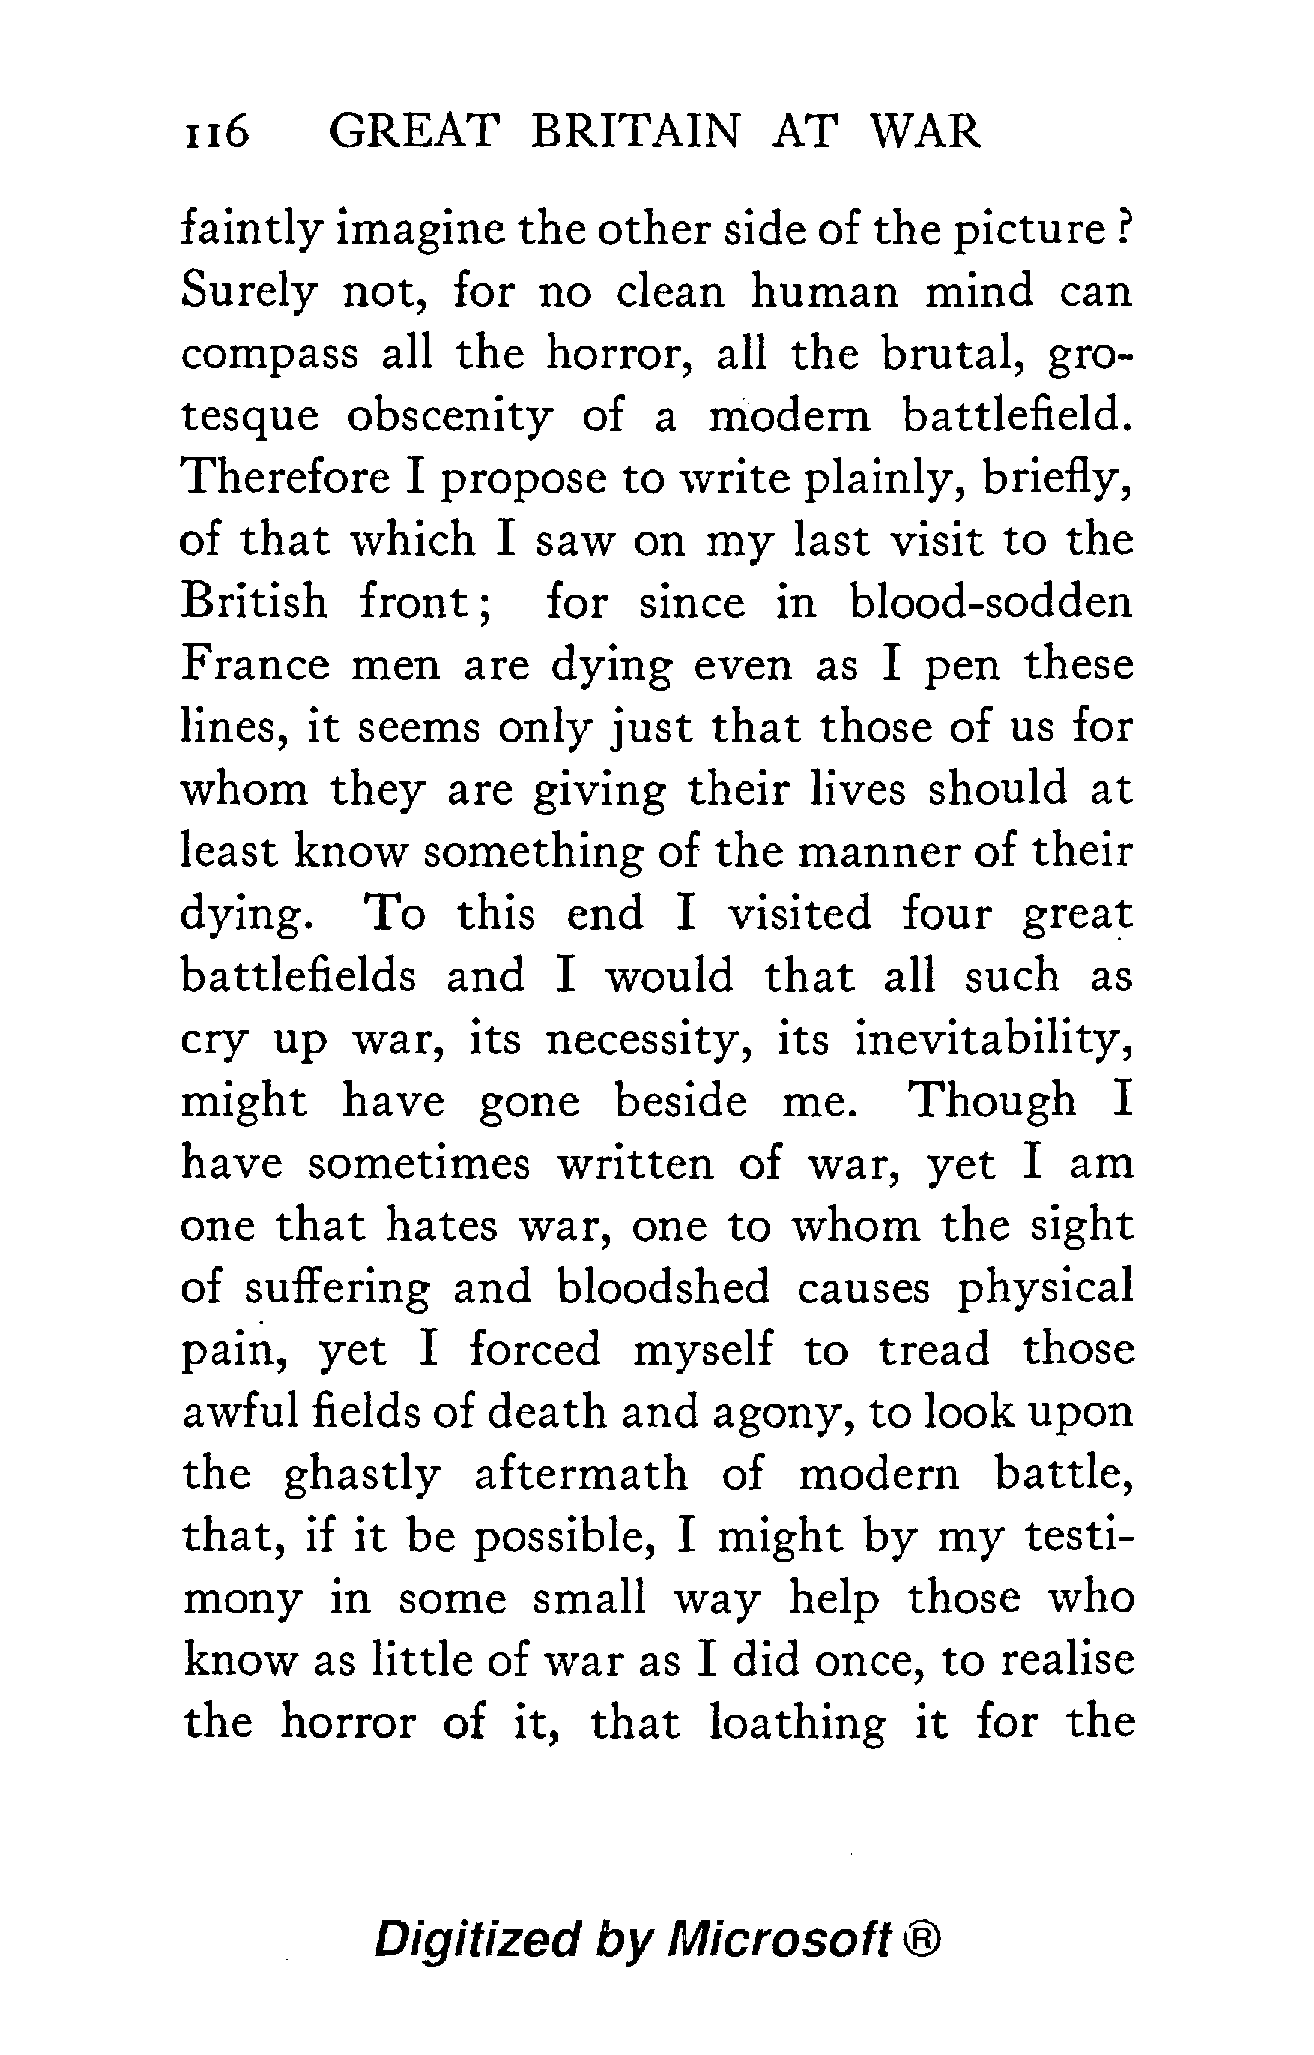 116 GREAT BRITAIN AT WAR
faintly imagine the other side of the picture ?
Surely not, for no clean human mind can
compass all the horror, all the brutal, gro-
tesque obscenity of a modern battlefield.
Therefore I propose to write plainly, briefly,
of that which I saw on my last visit to the
British front ; for since in blood-sodden
France men are dying even as I pen these
lines, it seems only just that those of us for
whom they are giving their lives should at
least know something of the manner of their
dying. To this end I visited four great
battlefields and I would that all such as
cry up war, its necessity, its inevitability,
might have gone beside me. Though I
have sometimes written of war, yet I am
one that hates war, one to whom the sight
of suffering and bloodshed causes physical
pain, yet I forced myself to tread those
awful fields of death and agony, to look upon
the ghastly aftermath of modern battle,
that, if it be possible, I might by my testi-
mony in some small way help those who
know as little of war as I did once, to realise
the horror of it, that loathing it for the
Digitized by Microsoft ®